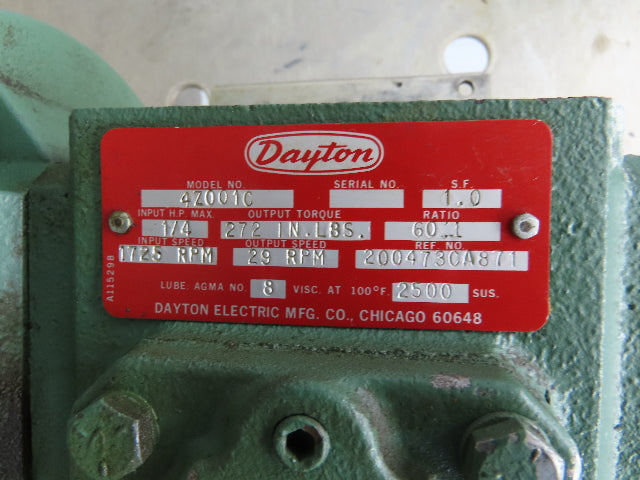 Dayton
MODEL NO. SERIAL NO. S.F.
4Z001C 1.0
INPUT H.P. MAX. OUTPUT TORQUE RATIO
1/4 272 IN.LBS. 60:1
INPUT SPEED OUTPUT SPEED REF. NO.
1725 RPM 29 RPM 2004730A871
LUBE: AGMA NO. 8 VISC. AT 100°F. 2500 SUS.
DAYTON ELECTRIC MFG. CO., CHICAGO 60648
A115298